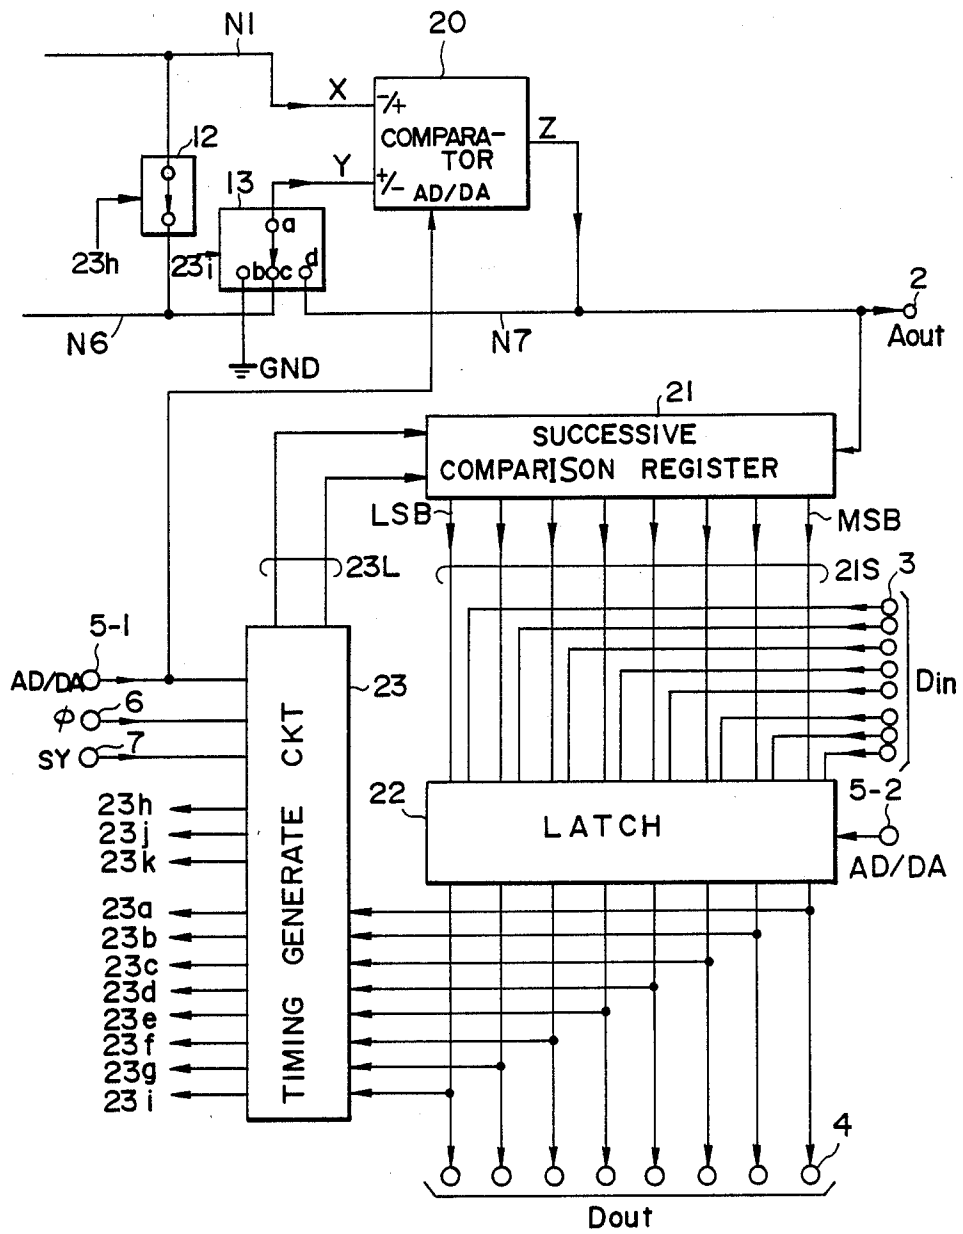 N1
20
X
-/+
COMPARA-
TOR
Z
12
Y
+/-
AD/DA
13
a
23h
23i
b
c
d
2
N6
N7
Aout
GND
21
SUCCESSIVE
COMPARISON REGISTER
LSB
MSB
23L
21S
3
5-1
AD/DA
23
Din
6
φ
7
SY
TIMING GENERATE CKT
22
5-2
LATCH
AD/DA
23h
23j
23k
23a
23b
23c
23d
23e
23f
23g
23i
4
Dout